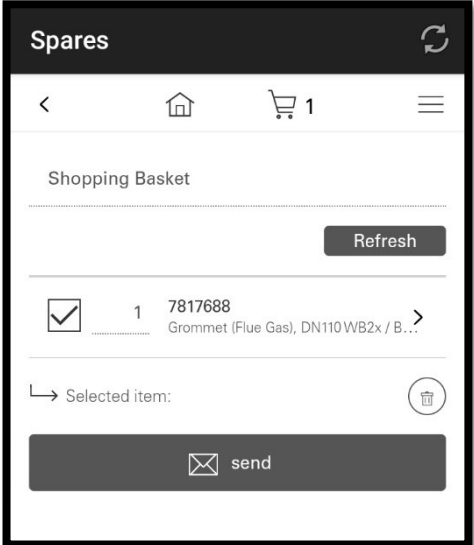 Spares
1
Shopping Basket
Refresh
1 7817688
Grommet (Flue Gas), DN110 WB2x / B...
Selected item:
send